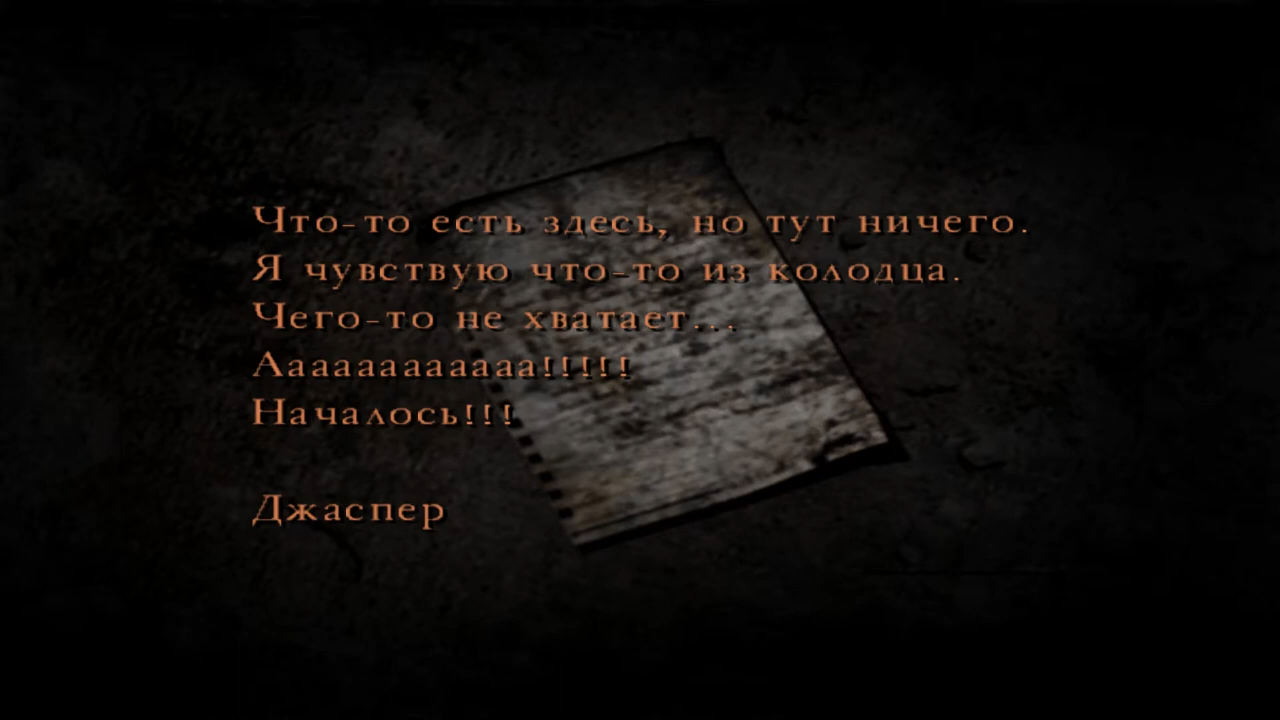 Что-то есть здесь, но тут ничего.
Я чувствую что-то из колодца.
Чего-то не хватает...
Аааааааааааа!!!!!
Началось!!!
Джаспер